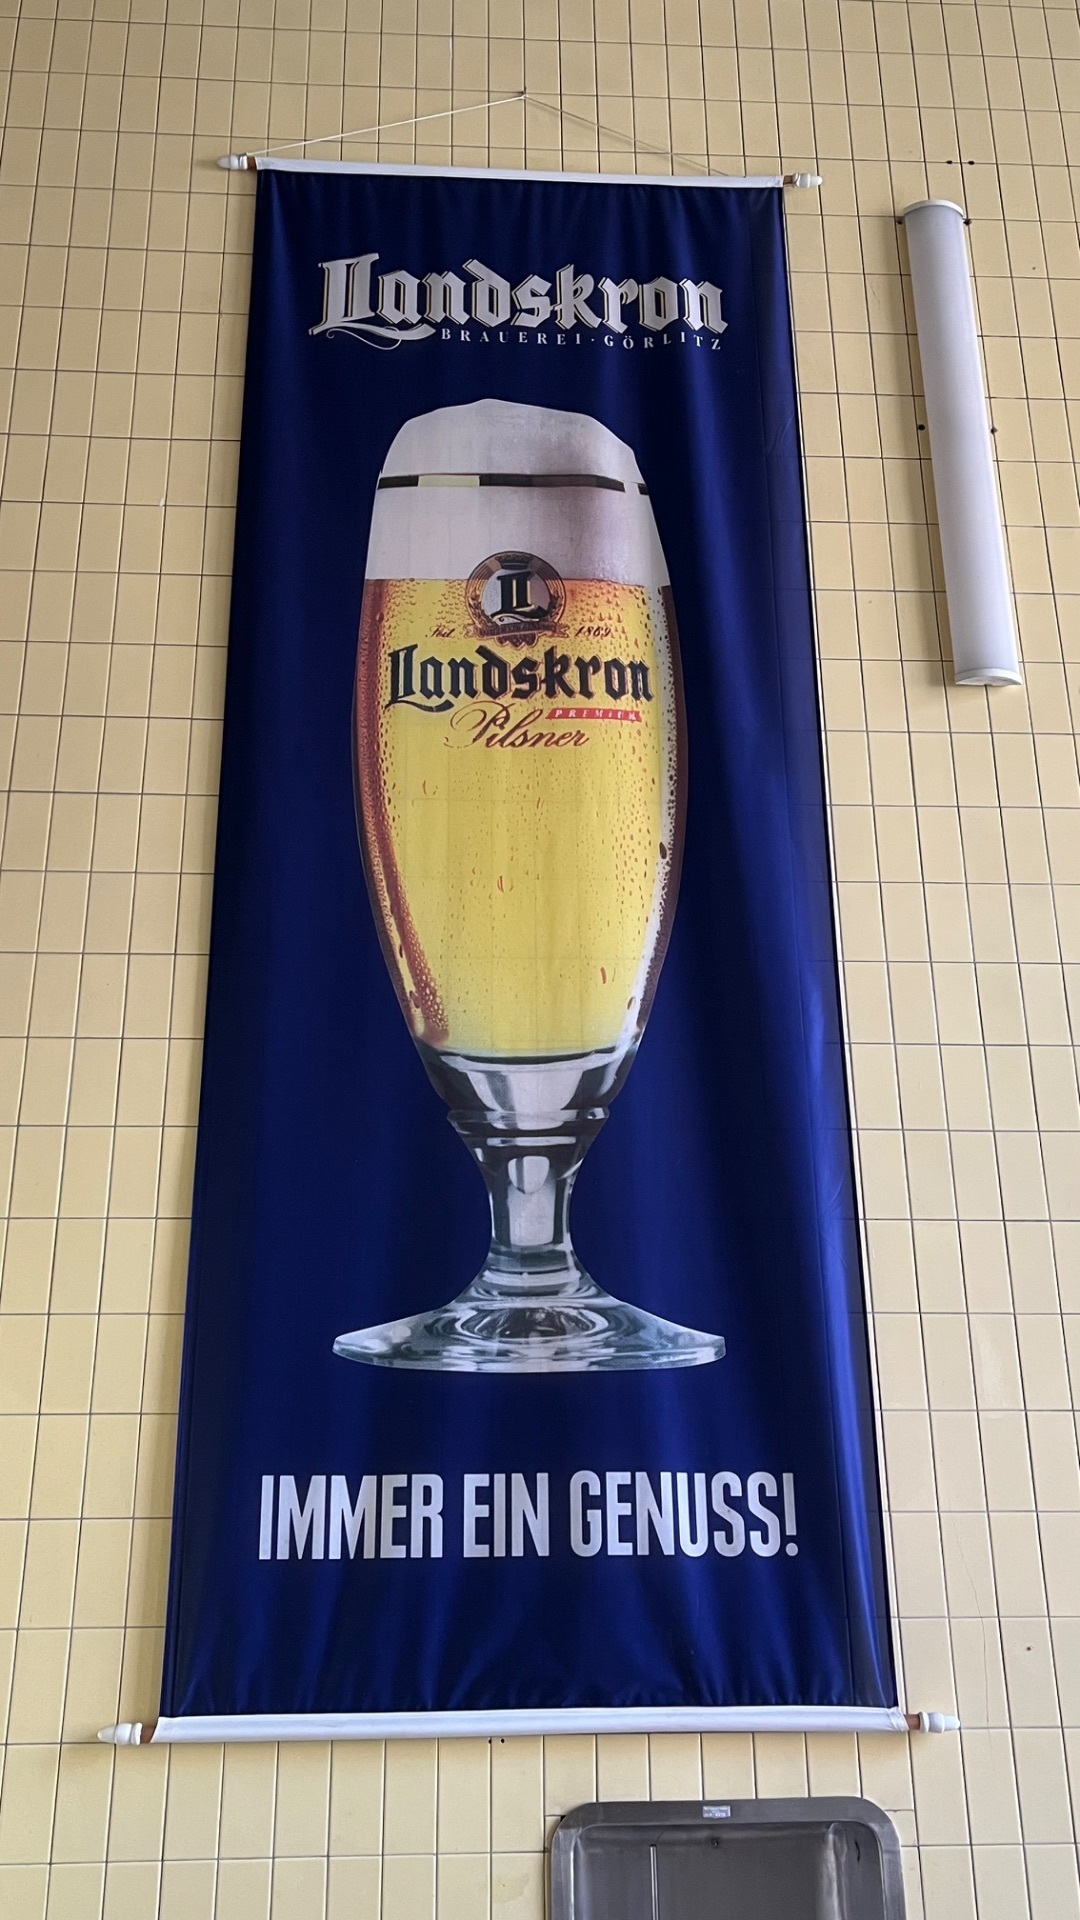 Landskron
BRAUEREI·GÖRLITZ
L
Seit 1869
Landskron
PREMIUM
Pilsner
IMMER EIN GENUSS!